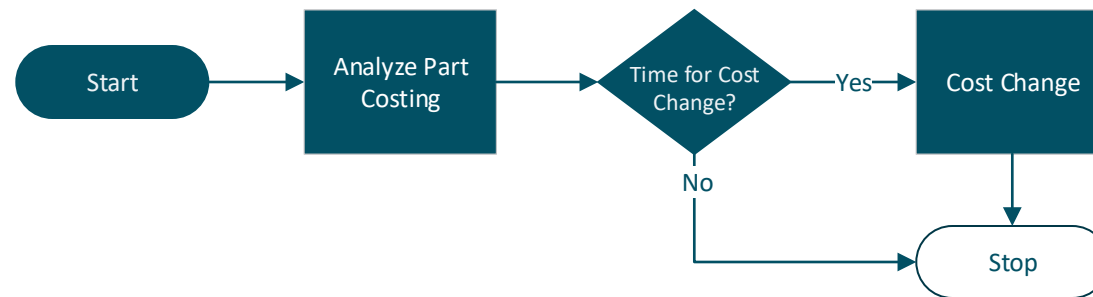 Start
Analyze Part
Costing
Time for Cost
Change?
Yes
Cost Change
No
Stop